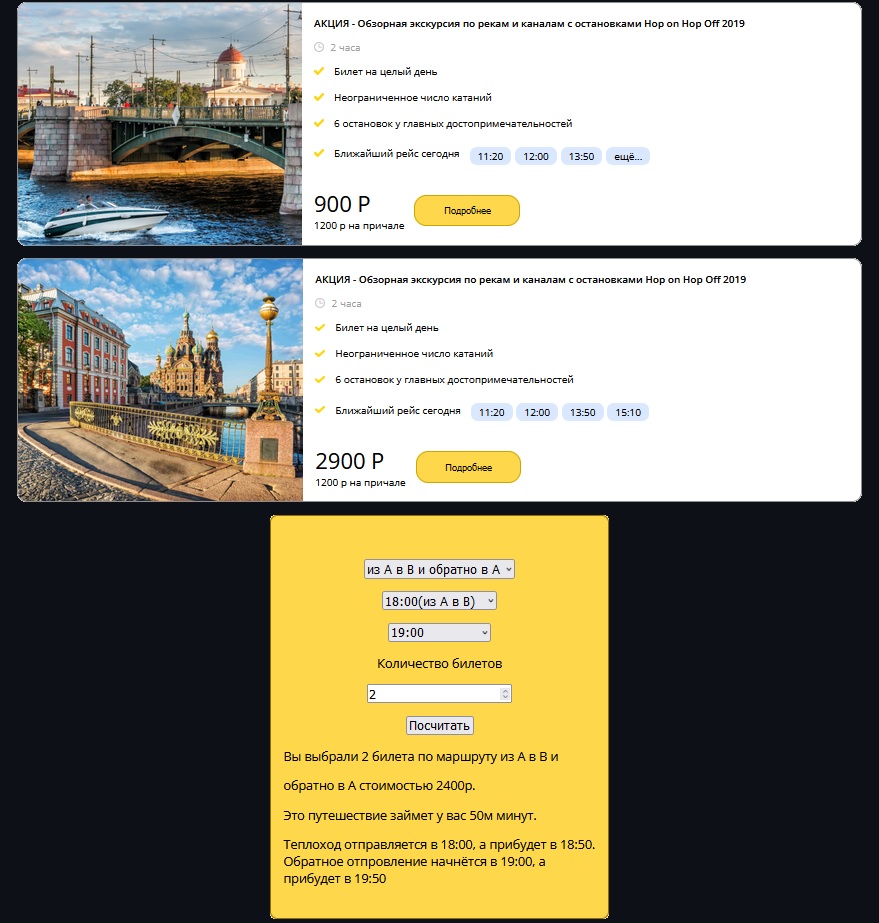 АКЦИЯ - Обзорная экскурсия по рекам и каналам с остановками Hop on Hop Off 2019
2 часа
Билет на целый день
Неограниченное число катаний
6 остановок у главных достопримечательностей
Ближайший рейс сегодня 11:20 12:00 13:50 ещё...
900 Р Подробнее
1200 р на причале
АКЦИЯ - Обзорная экскурсия по рекам и каналам с остановками Hop on Hop Off 2019
2 часа
Билет на целый день
Неограниченное число катаний
6 остановок у главных достопримечательностей
Ближайший рейс сегодня 11:20 12:00 13:50 15:10
2900 Р Подробнее
1200 р на причале
из А в В и обратно в А
18:00(из А в В)
19:00
Количество билетов
2
Посчитать
Вы выбрали 2 билета по маршруту из А в В и
обратно в А стоимостью 2400р.
Это путешествие займет у вас 50м минут.
Теплоход отправляется в 18:00, а прибудет в 18:50.
Обратное отпровление начнётся в 19:00, а
прибудет в 19:50